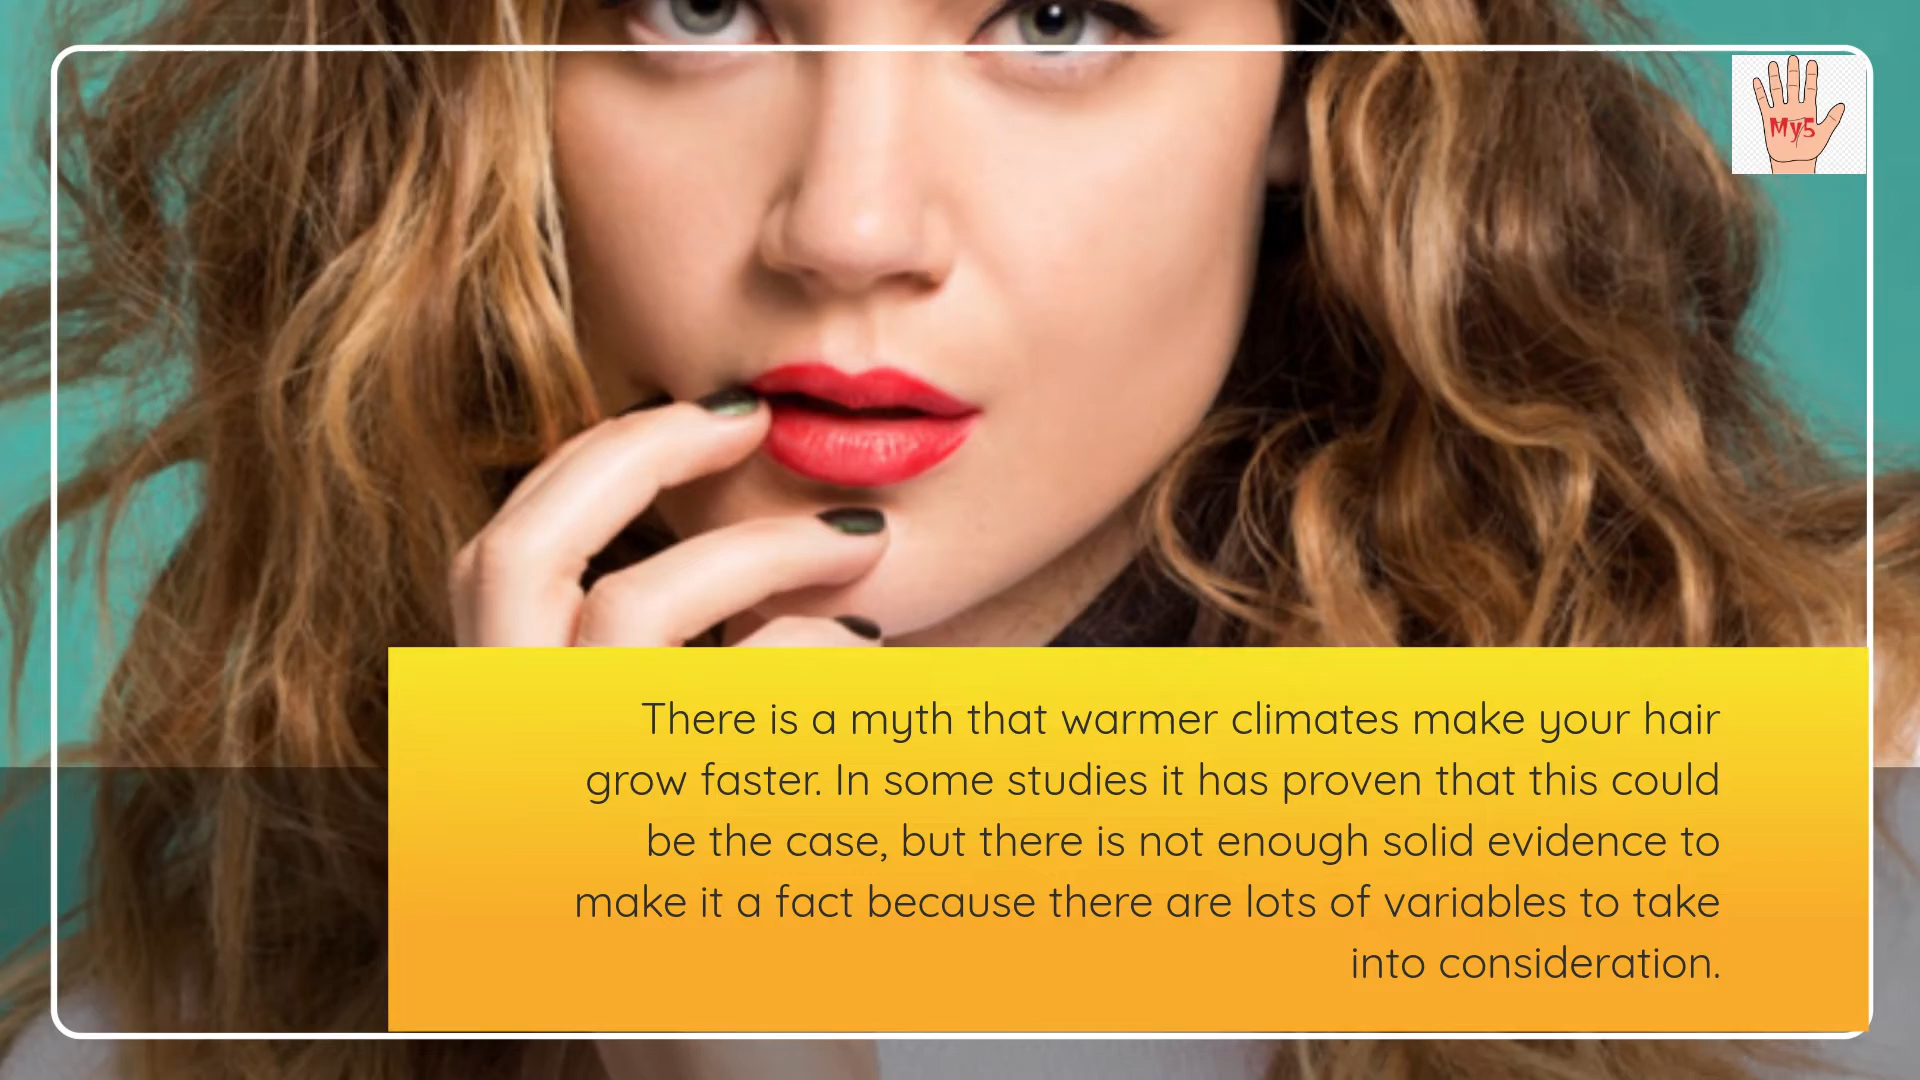 My5
There is a myth that warmer climates make your hair
grow faster. In some studies it has proven that this could
be the case, but there is not enough solid evidence to
make it a fact because there are lots of variables to take
into consideration.